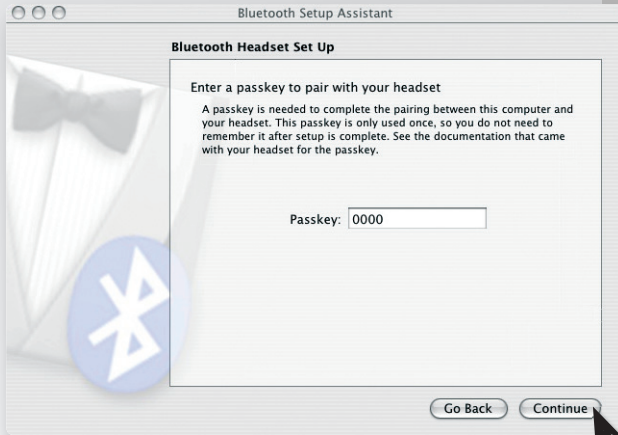 Bluetooth Setup Assistant
Bluetooth Headset Set Up
Enter a passkey to pair with your headset
A passkey is needed to complete the pairing between this computer and
your headset. This passkey is only used once, so you do not need to
remember it after setup is complete. See the documentation that came
with your headset for the passkey.
Passkey: 0000
Go Back Continue